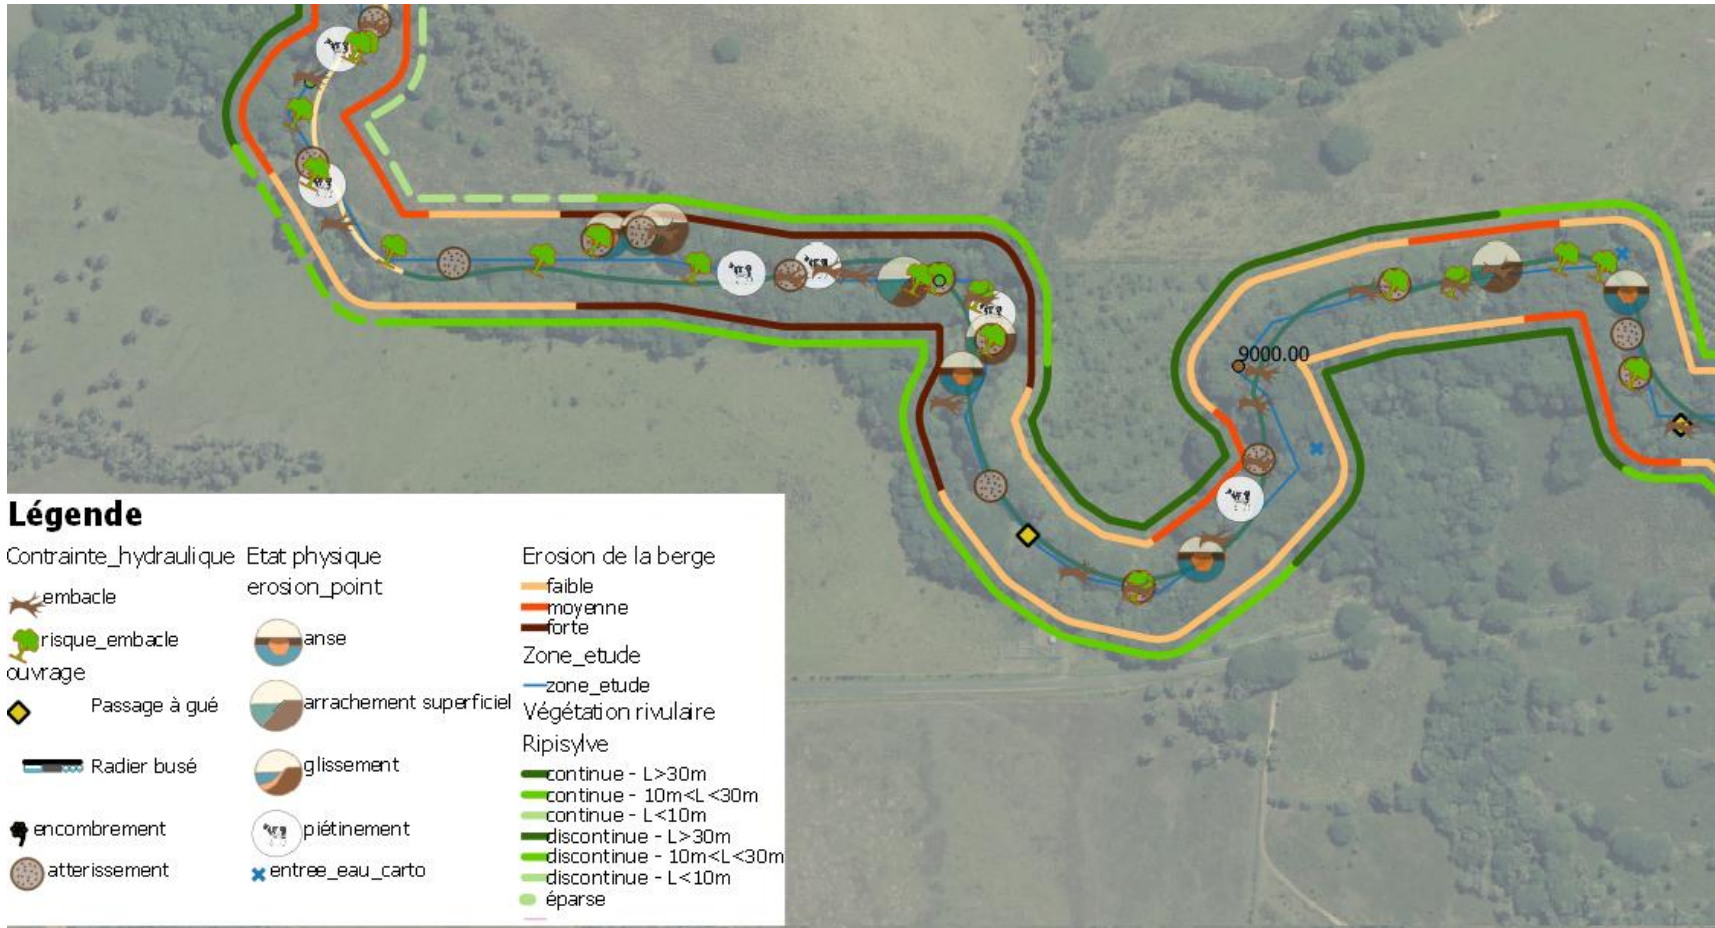 9000.00
Légende
Contrainte_hydraulique
embacle
risque_embacle
ouvrage
Passage à gué
Radier busé
encombrement
atterissement
Etat physique
erosion_point
anse
arrachement superficiel
glissement
piétinement
entree_eau_carto
Erosion de la berge
faible
moyenne
forte
Zone_etude
zone_etude
Végétation rivulaire
Ripisylve
continue - L>30m
continue - 10m<L<30m
continue - L<10m
discontinue - L>30m
discontinue - 10m<L<30m
discontinue - L<10m
éparse